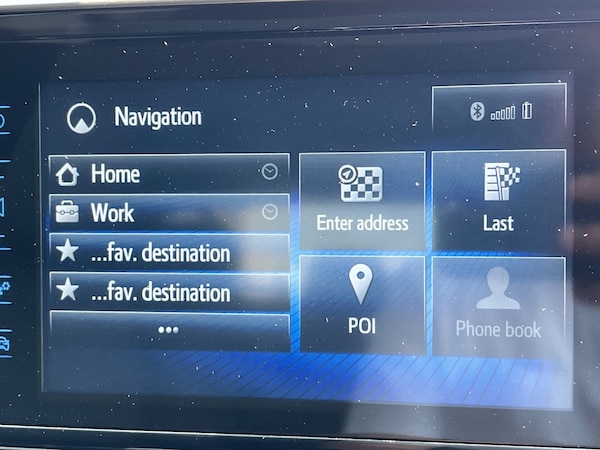 Navigation
Home
Work
...fav. destination
...fav. destination
...
Enter address
Last
POI
Phone book